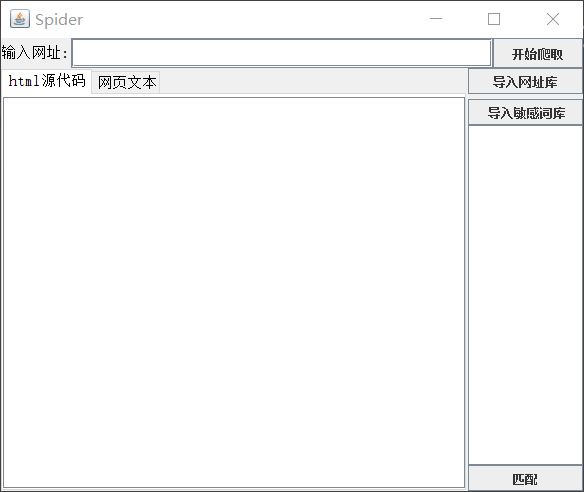 Spider
输入网址:
开始爬取
html源代码 网页文本
导入网址库
导入敏感词库
匹配